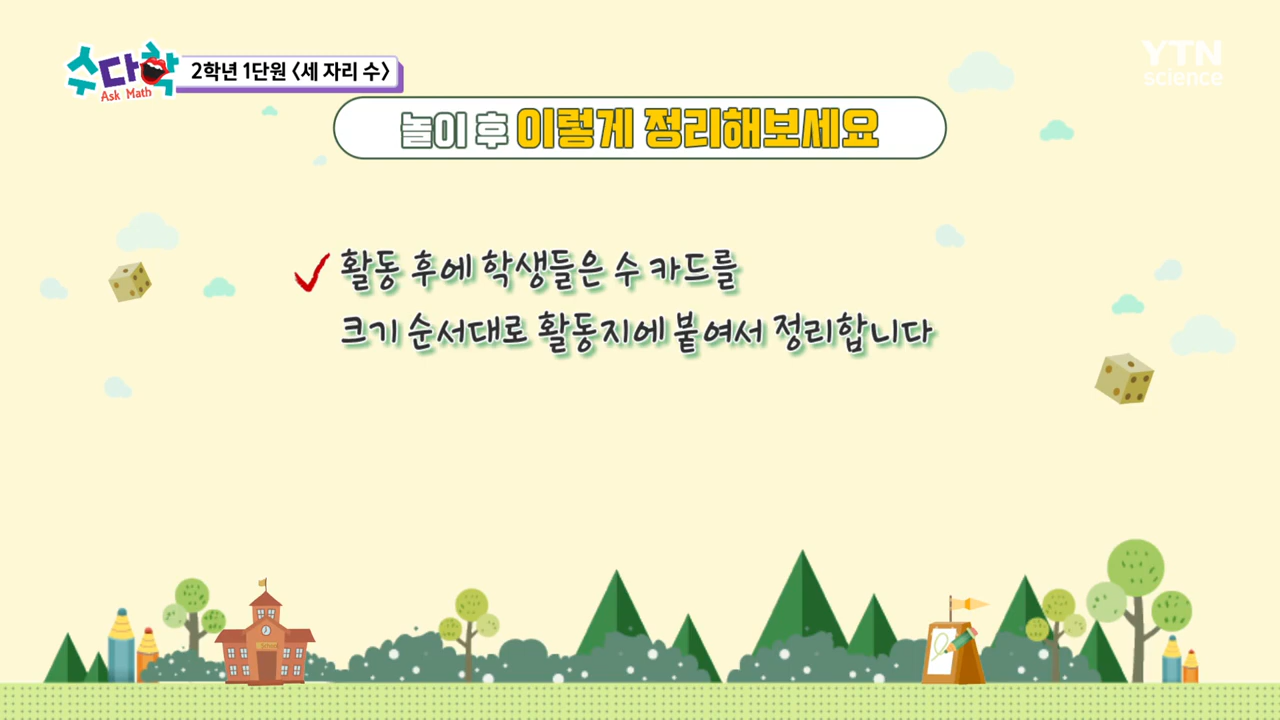 수다학
Ask Math
2학년 1단원 <세 자리 수>
YTN
science
놀이 후 이렇게 정리해보세요
활동 후에 학생들은 수 카드를
크기 순서대로 활동지에 붙여서 정리합니다